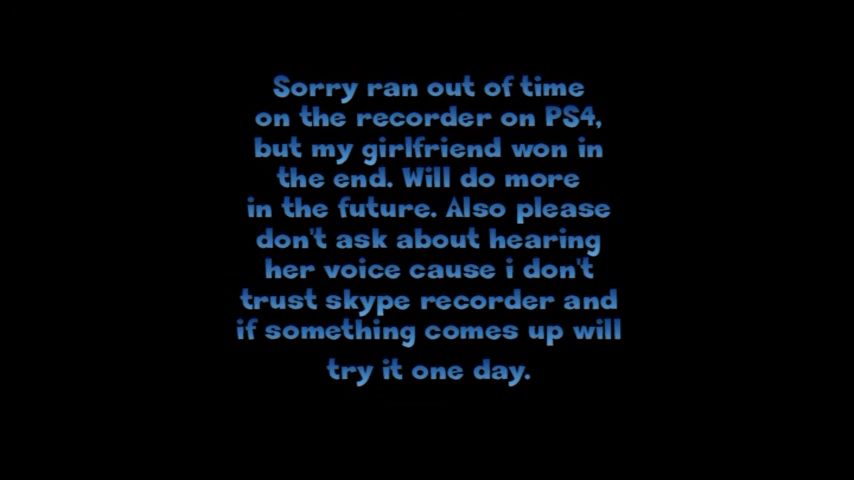 Sorry ran out of time
on the recorder on PS4,
but my girlfriend won in
the end. Will do more
in the future. Also please
don't ask about hearing
her voice cause i don't
trust skype recorder and
if something comes up will
try it one day.